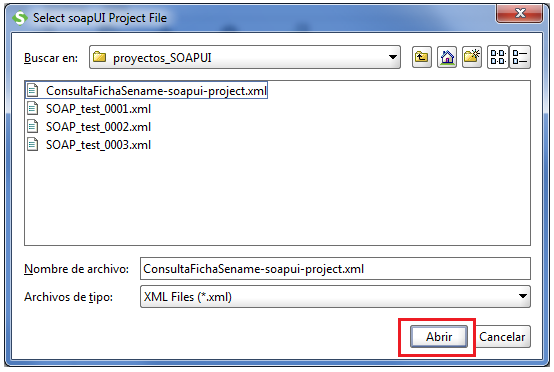 Select soapUI Project File
Buscar en: proyectos_SOAPUI
ConsultaFichaSename-soapui-project.xml
SOAP_test_0001.xml
SOAP_test_0002.xml
SOAP_test_0003.xml
Nombre de archivo: ConsultaFichaSename-soapui-project.xml
Archivos de tipo: XML Files (*.xml)
Abrir Cancelar